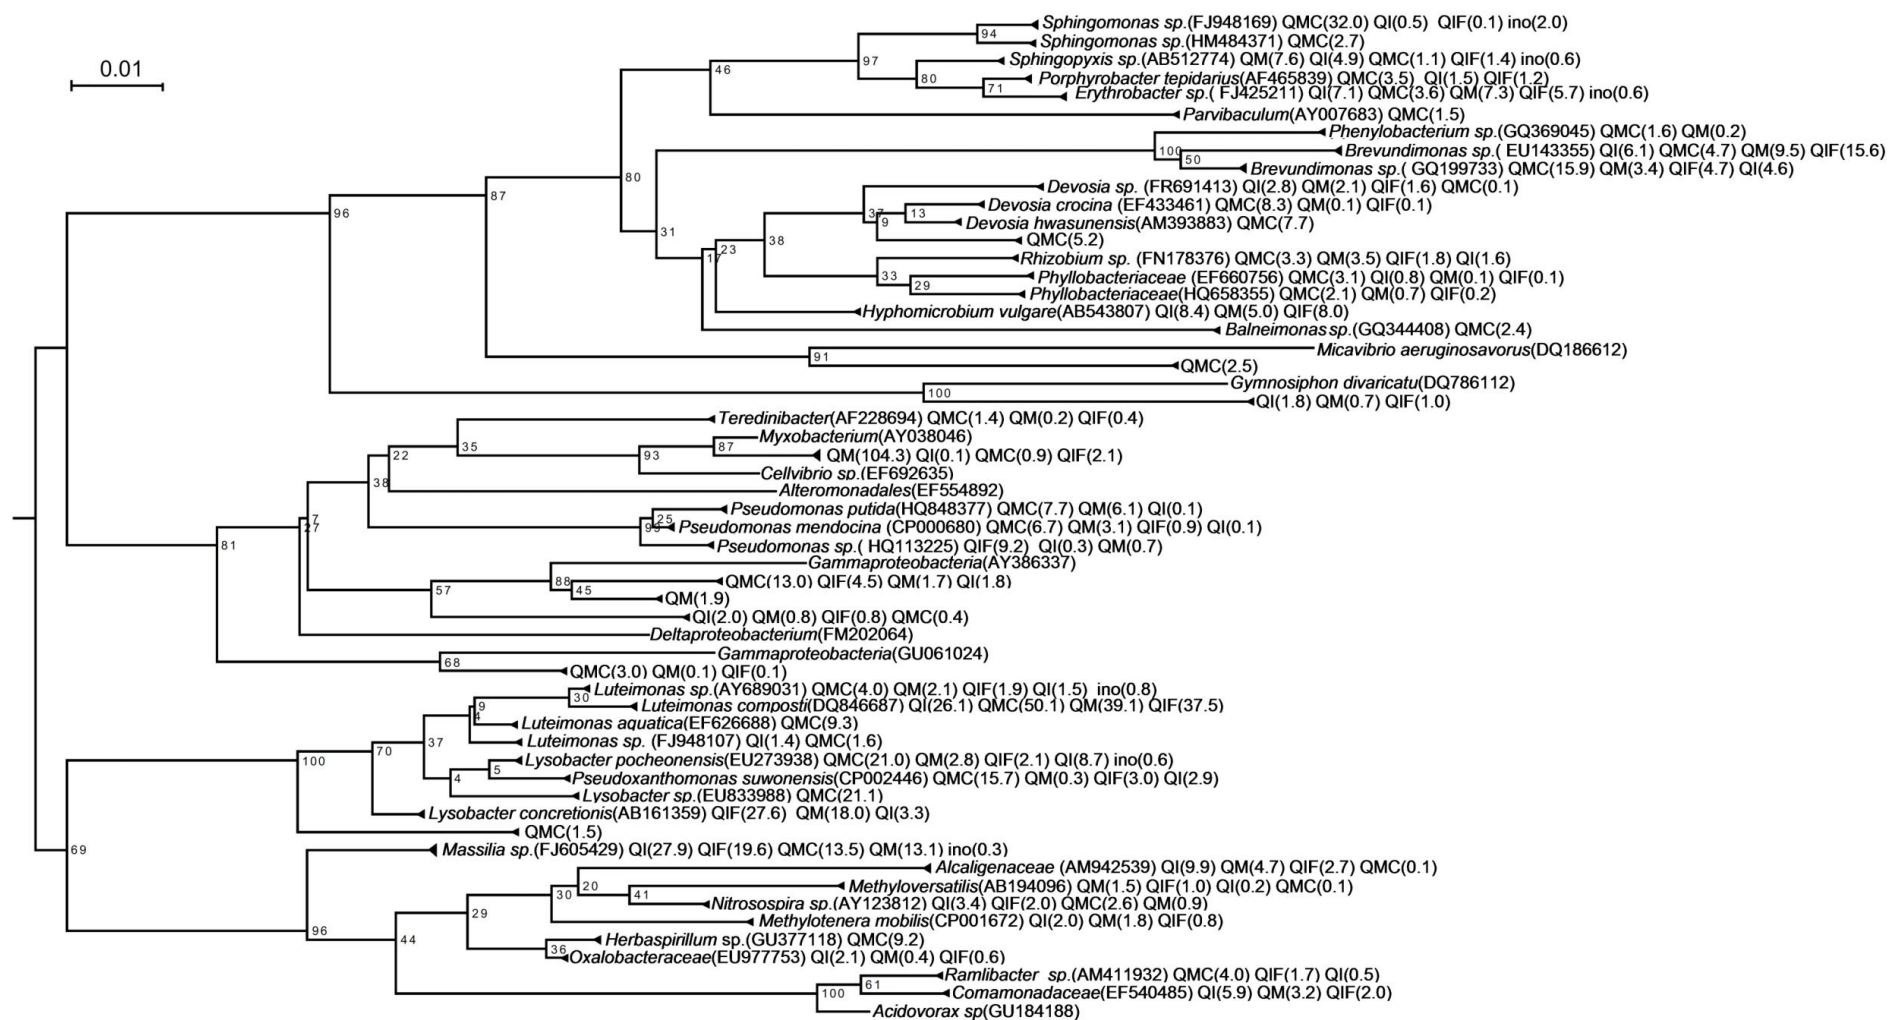 Sphingomonas sp.(FJ948169) QMC(32.0) QI(0.5) QIF(0.1) ino(2.0)
94
Sphingomonas sp.(HM484371) QMC(2.7)
0.01
97
Sphingopyxis sp.(AB512774) QM(7.6) QI(4.9) QMC(1.1) QIF(1.4) ino(0.6)
46
80
Porphyrobacter tepidarius(AF465839) QMC(3.5) QI(1.5) QIF(1.2)
71
Erythrobacter sp.( FJ425211) QI(7.1) QMC(3.6) QM(7.3) QIF(5.7) ino(0.6)
Parvibaculum(AY007683) QMC(1.5)
Phenylobacterium sp.(GQ369045) QMC(1.6) QM(0.2)
100
Brevundimonas sp.( EU143355) QI(6.1) QMC(4.7) QM(9.5) QIF(15.6)
50
Brevundimonas sp.( GQ199733) QMC(15.9) QM(3.4) QIF(4.7) QI(4.6)
80
Devosia sp. (FR691413) QI(2.8) QM(2.1) QIF(1.6) QMC(0.1)
87
Devosia crocina (EF433461) QMC(8.3) QM(0.1) QIF(0.1)
96
37
13
9
Devosia hwasunensis(AM393883) QMC(7.7)
31
38
QMC(5.2)
23
17
Rhizobium sp. (FN178376) QMC(3.3) QM(3.5) QIF(1.8) QI(1.6)
33
Phyllobacteriaceae (EF660756) QMC(3.1) QI(0.8) QM(0.1) QIF(0.1)
29
Phyllobacteriaceae(HQ658355) QMC(2.1) QM(0.7) QIF(0.2)
Hyphomicrobium vulgare(AB543807) QI(8.4) QM(5.0) QIF(8.0)
Balneimonas sp.(GQ344408) QMC(2.4)
Micavibrio aeruginosavorus(DQ186612)
91
QMC(2.5)
Gymnosiphon divaricatu(DQ786112)
100
QI(1.8) QM(0.7) QIF(1.0)
Teredinibacter(AF228694) QMC(1.4) QM(0.2) QIF(0.4)
Myxobacterium(AY038046)
35
87
22
93
QM(104.3) QI(0.1) QMC(0.9) QIF(2.1)
Cellvibrio sp.(EF692635)
38
Alteromonadales(EF554892)
Pseudomonas putida(HQ848377) QMC(7.7) QM(6.1) QI(0.1)
7
25
27
99
Pseudomonas mendocina (CP000680) QMC(6.7) QM(3.1) QIF(0.9) QI(0.1)
81
Pseudomonas sp.( HQ113225) QIF(9.2) QI(0.3) QM(0.7)
Gammaproteobacteria(AY386337)
88
QMC(13.0) QIF(4.5) QM(1.7) QI(1.8)
57
45
QM(1.9)
QI(2.0) QM(0.8) QIF(0.8) QMC(0.4)
Deltaproteobacterium(FM202064)
Gammaproteobacteria(GU061024)
68
QMC(3.0) QM(0.1) QIF(0.1)
Luteimonas sp.(AY689031) QMC(4.0) QM(2.1) QIF(1.9) QI(1.5) ino(0.8)
30
9
Luteimonas composti(DQ846687) QI(26.1) QMC(50.1) QM(39.1) QIF(37.5)
4
Luteimonas aquatica(EF626688) QMC(9.3)
37
Luteimonas sp. (FJ948107) QI(1.4) QMC(1.6)
70
100
Lysobacter pocheonensis(EU273938) QMC(21.0) QM(2.8) QIF(2.1) QI(8.7) ino(0.6)
5
4
Pseudoxanthomonas suwonensis(CP002446) QMC(15.7) QM(0.3) QIF(3.0) QI(2.9)
Lysobacter sp.(EU833988) QMC(21.1)
Lysobacter concretionis(AB161359) QIF(27.6) QM(18.0) QI(3.3)
QMC(1.5)
69
Massilia sp.(FJ605429) QI(27.9) QIF(19.6) QMC(13.5) QM(13.1) ino(0.3)
Alcaligenaceae (AM942539) QI(9.9) QM(4.7) QIF(2.7) QMC(0.1)
20
Methyloversatilis(AB194096) QM(1.5) QIF(1.0) QI(0.2) QMC(0.1)
30
41
Nitrosospira sp.(AY123812) QI(3.4) QIF(2.0) QMC(2.6) QM(0.9)
29
Methylotenera mobilis(CP001672) QI(2.0) QM(1.8) QIF(0.8)
96
44
Herbaspirillum sp.(GU377118) QMC(9.2)
36
Oxalobacteraceae(EU977753) QI(2.1) QM(0.4) QIF(0.6)
Ramlibacter sp.(AM411932) QMC(4.0) QIF(1.7) QI(0.5)
61
100
Comamonadaceae(EF540485) QI(5.9) QM(3.2) QIF(2.0)
Acidovorax sp(GU184188)